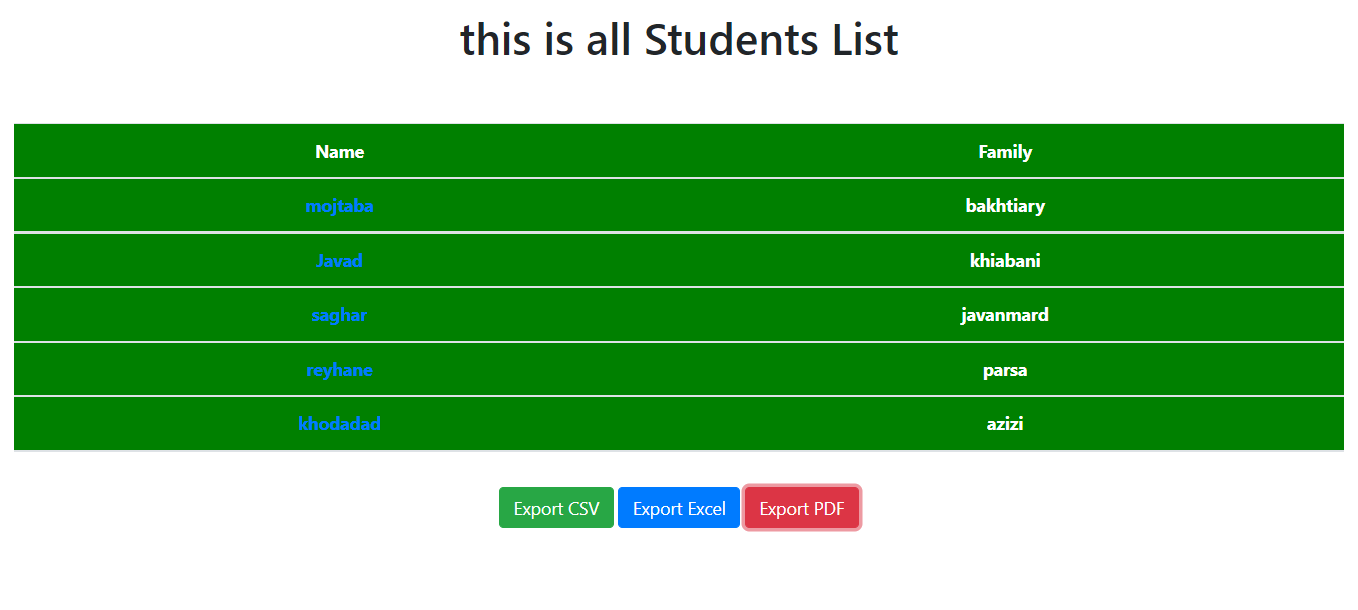 this is all Students List
Name Family
mojtaba bakhtiary
Javad khiabani
saghar javanmard
reyhane parsa
khodadad azizi
Export CSV Export Excel Export PDF